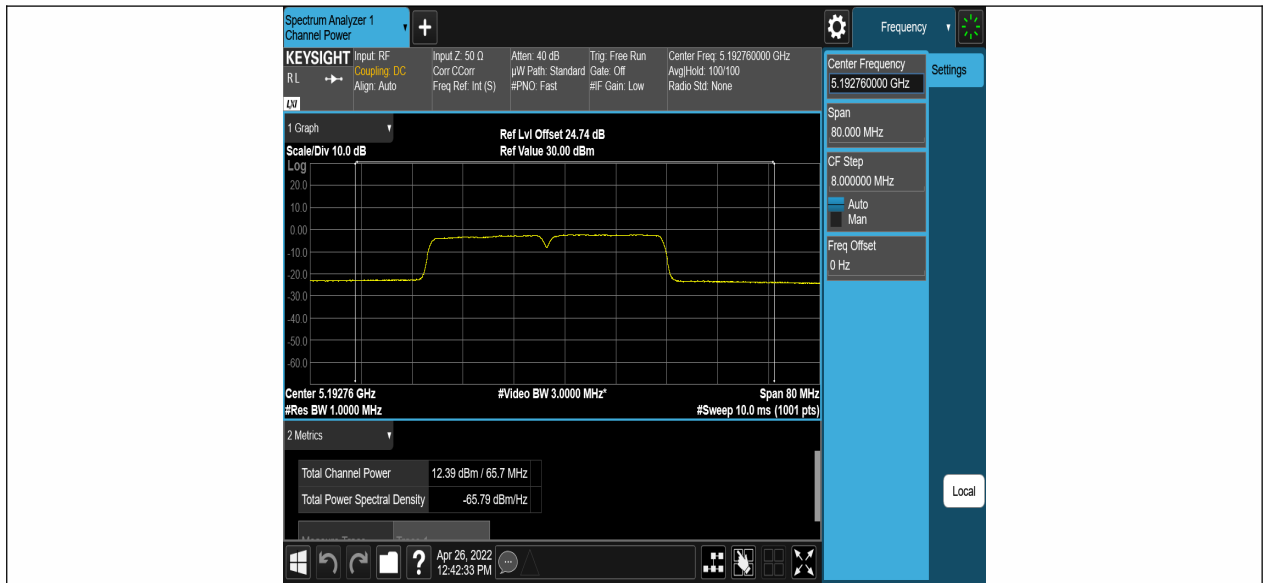 Spectrum Analyzer 1
Channel Power
+
Frequency
KEYSIGHT
RL
LXI
Input: RF
Coupling: DC
Align: Auto
Input Z: 50 Ω
Corr CCorr
Freq Ref: Int (S)
Atten: 40 dB
µW Path: Standard
#PNO: Fast
Trig: Free Run
Gate: Off
#IF Gain: Low
Center Freq: 5.192760000 GHz
Avg|Hold: 100/100
Radio Std: None
Center Frequency
5.192760000 GHz
Settings
Span
80.000 MHz
CF Step
8.000000 MHz
Auto
Man
Freq Offset
0 Hz
Local
1 Graph
Scale/Div 10.0 dB
Ref Lvl Offset 24.74 dB
Ref Value 30.00 dBm
Log
20.0
10.0
0.00
-10.0
-20.0
-30.0
-40.0
-50.0
-60.0
Center 5.19276 GHz
#Video BW 3.0000 MHz*
Span 80 MHz
#Res BW 1.0000 MHz
#Sweep 10.0 ms (1001 pts)
2 Metrics
Total Channel Power 12.39 dBm / 65.7 MHz
Total Power Spectral Density -65.79 dBm/Hz
?
Apr 26, 2022
12:42:33 PM